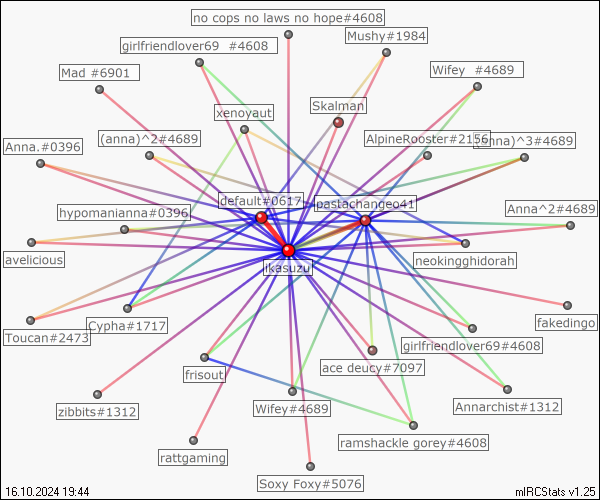 no cops no laws no hope#4608
Mushy#1984
girlfriendlover69 #4608
Mad #6901
Wifey #4689
Skalman
xenoyaut
Anna.#0396
(anna)^2#4689
AlpineRooster#2156
(anna)^3#4689
default#0617
pastachangeo41
hypomanianna#0396
Anna^2#4689
avelicious
ikasuzu
neokingghidorah
fakedingo
Toucan#2473
Cypha#1717
girlfriendlover69#4608
frisout
ace deucy#7097
zibbits#1312
Wifey#4689
Annarchist#1312
ramshackle gorey#4608
rattgaming
Soxy Foxy#5076
16.10.2024 19:44
mIRCStats v1.25